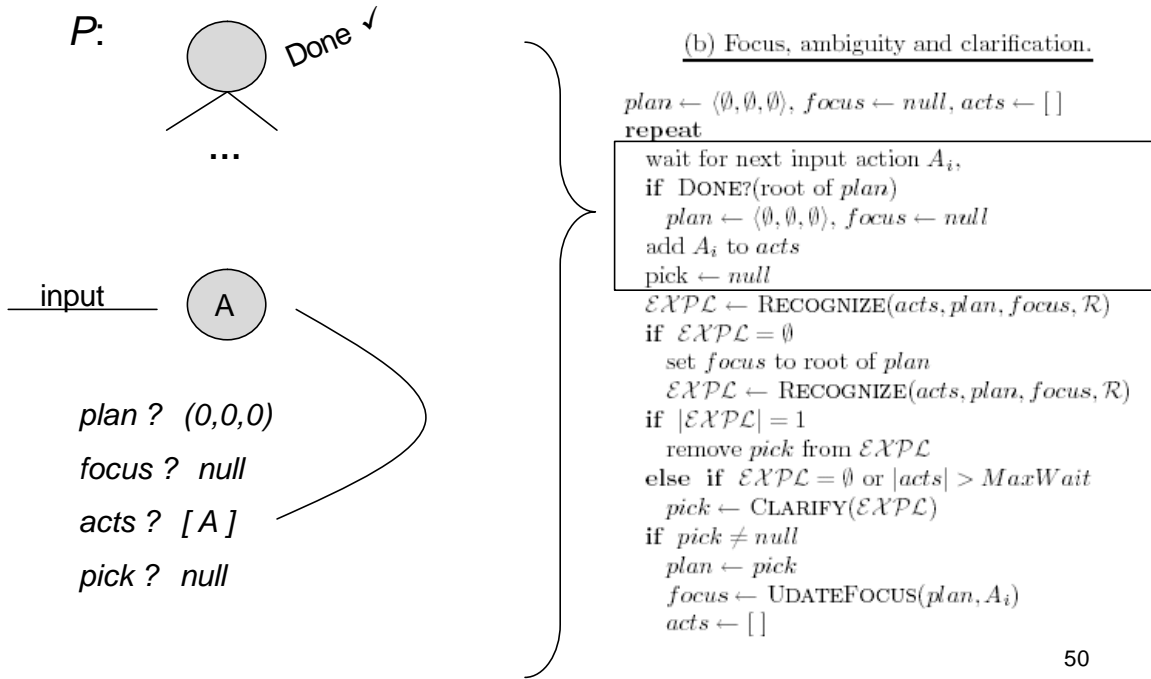 P:
Done ✓
...
input
A
plan ? (0,0,0)
focus ? null
acts ? [ A ]
pick ? null
(b) Focus, ambiguity and clarification.
plan ← ⟨∅, ∅, ∅⟩, focus ← null, acts ← [ ]
repeat
wait for next input action Aᵢ,
if DONE?(root of plan)
plan ← ⟨∅, ∅, ∅⟩, focus ← null
add Aᵢ to acts
pick ← null
ℰ𝒳𝒫ℒ ← RECOGNIZE(acts, plan, focus, ℛ)
if ℰ𝒳𝒫ℒ = ∅
set focus to root of plan
ℰ𝒳𝒫ℒ ← RECOGNIZE(acts, plan, focus, ℛ)
if |ℰ𝒳𝒫ℒ| = 1
remove pick from ℰ𝒳𝒫ℒ
else if ℰ𝒳𝒫ℒ = ∅ or |acts| > MaxWait
pick ← CLARIFY(ℰ𝒳𝒫ℒ)
if pick ≠ null
plan ← pick
focus ← UDATEFOCUS(plan, Aᵢ)
acts ← [ ]
50